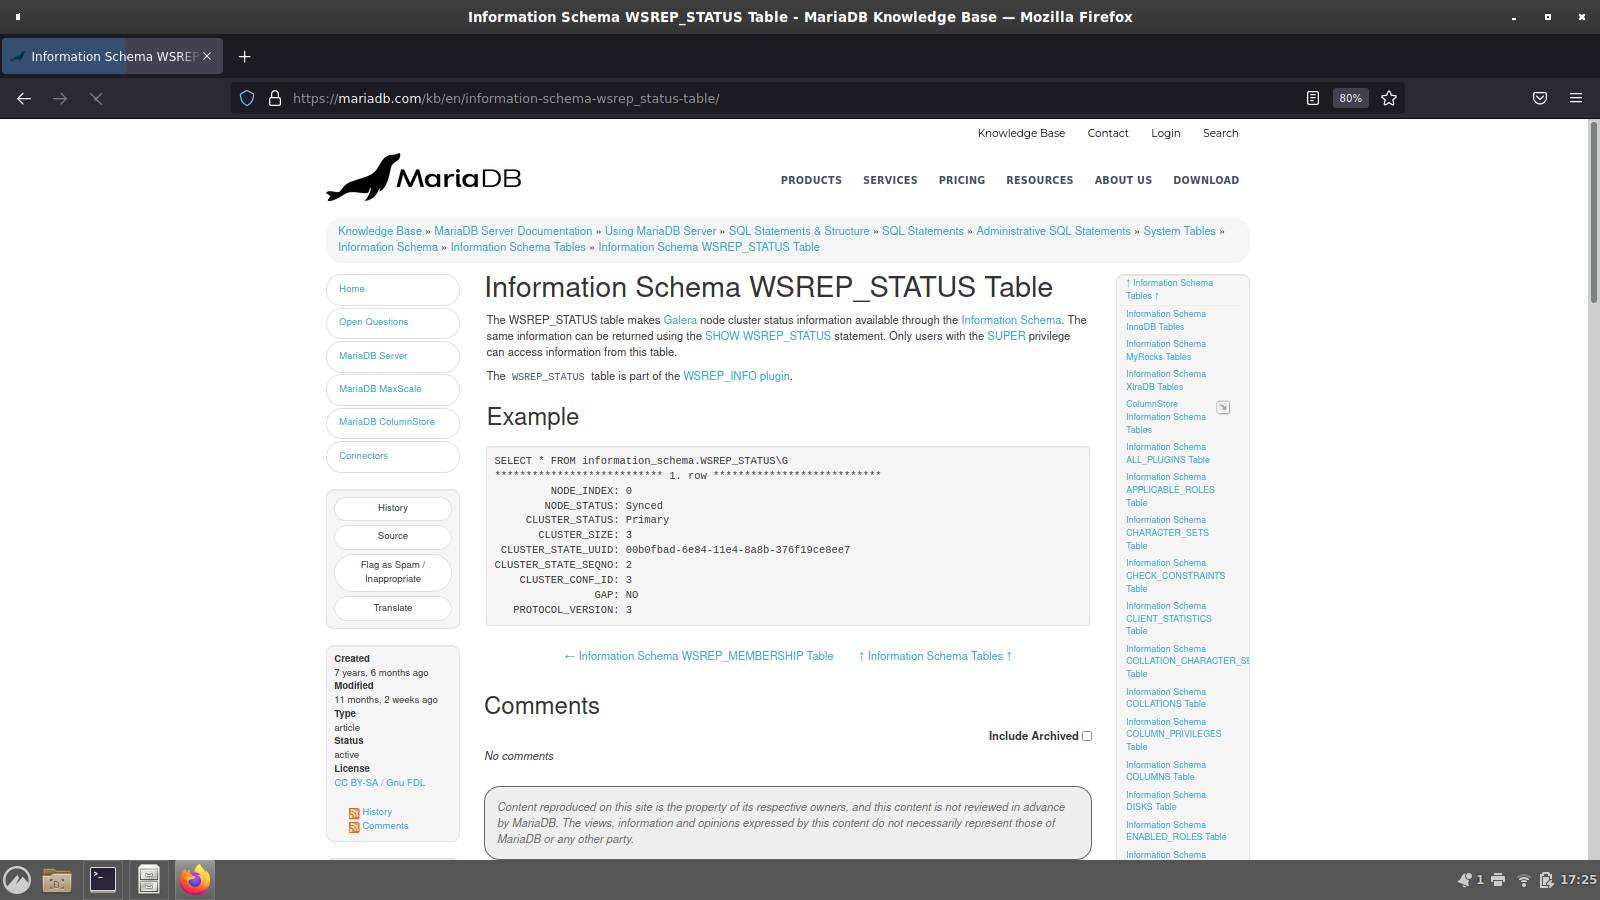 Information Schema WSREP_STATUS Table - MariaDB Knowledge Base — Mozilla Firefox
Information Schema WSREP
https://mariadb.com/kb/en/information-schema-wsrep_status-table/
80%
Knowledge Base Contact Login Search
MariaDB
PRODUCTS SERVICES PRICING RESOURCES ABOUT US DOWNLOAD
Knowledge Base » MariaDB Server Documentation » Using MariaDB Server » SQL Statements & Structure » SQL Statements » Administrative SQL Statements » System Tables »
Information Schema » Information Schema Tables » Information Schema WSREP_STATUS Table
Home
Open Questions
MariaDB Server
MariaDB MaxScale
MariaDB ColumnStore
Connectors
History
Source
Flag as Spam /
Inappropriate
Translate
Created
7 years, 6 months ago
Modified
11 months, 2 weeks ago
Type
article
Status
active
License
CC BY-SA / Gnu FDL
History
Comments
Information Schema WSREP_STATUS Table
The WSREP_STATUS table makes Galera node cluster status information available through the Information Schema. The
same information can be returned using the SHOW WSREP_STATUS statement. Only users with the SUPER privilege
can access information from this table.
The WSREP_STATUS table is part of the WSREP_INFO plugin.
Example
SELECT * FROM information_schema.WSREP_STATUS\G
*************************** 1. row ***************************
NODE_INDEX: 0
NODE_STATUS: Synced
CLUSTER_STATUS: Primary
CLUSTER_SIZE: 3
CLUSTER_STATE_UUID: 00b0fbad-6e84-11e4-8a8b-376f19ce8ee7
CLUSTER_STATE_SEQNO: 2
CLUSTER_CONF_ID: 3
GAP: NO
PROTOCOL_VERSION: 3
← Information Schema WSREP_MEMBERSHIP Table ↑ Information Schema Tables ↑
Comments
Include Archived
No comments
Content reproduced on this site is the property of its respective owners, and this content is not reviewed in advance
by MariaDB. The views, information and opinions expressed by this content do not necessarily represent those of
MariaDB or any other party.
↑ Information Schema
Tables ↑
Information Schema
InnoDB Tables
Information Schema
MyRocks Tables
Information Schema
XtraDB Tables
ColumnStore
Information Schema
Tables
Information Schema
ALL_PLUGINS Table
Information Schema
APPLICABLE_ROLES
Table
Information Schema
CHARACTER_SETS
Table
Information Schema
CHECK_CONSTRAINTS
Table
Information Schema
CLIENT_STATISTICS
Table
Information Schema
COLLATION_CHARACTER_SE
Table
Information Schema
COLLATIONS Table
Information Schema
COLUMN_PRIVILEGES
Table
Information Schema
COLUMNS Table
Information Schema
DISKS Table
Information Schema
ENABLED_ROLES Table
Information Schema
1 17:25